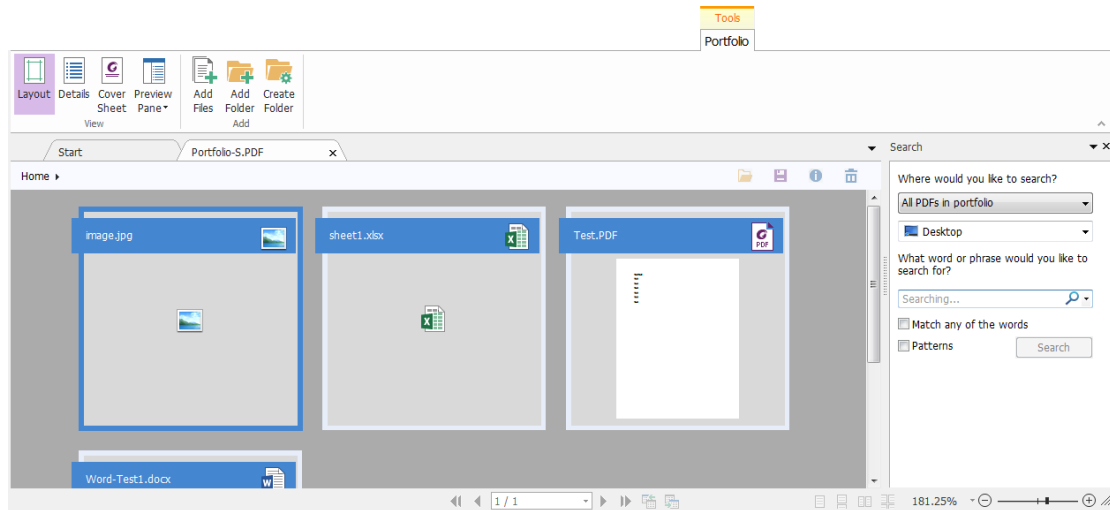 Tools
Portfolio
Layout
Details
Cover
Sheet
Preview
Pane
Add
Files
Add
Folder
Create
Folder
View
Add
Start
Portfolio-S.PDF
Home
image.jpg
sheet1.xlsx
Test.PDF
PDF
Word-Test1.docx
1 / 1
181.25%
Search
Where would you like to search?
All PDFs in portfolio
Desktop
What word or phrase would you like to
search for?
Searching...
Match any of the words
Patterns
Search